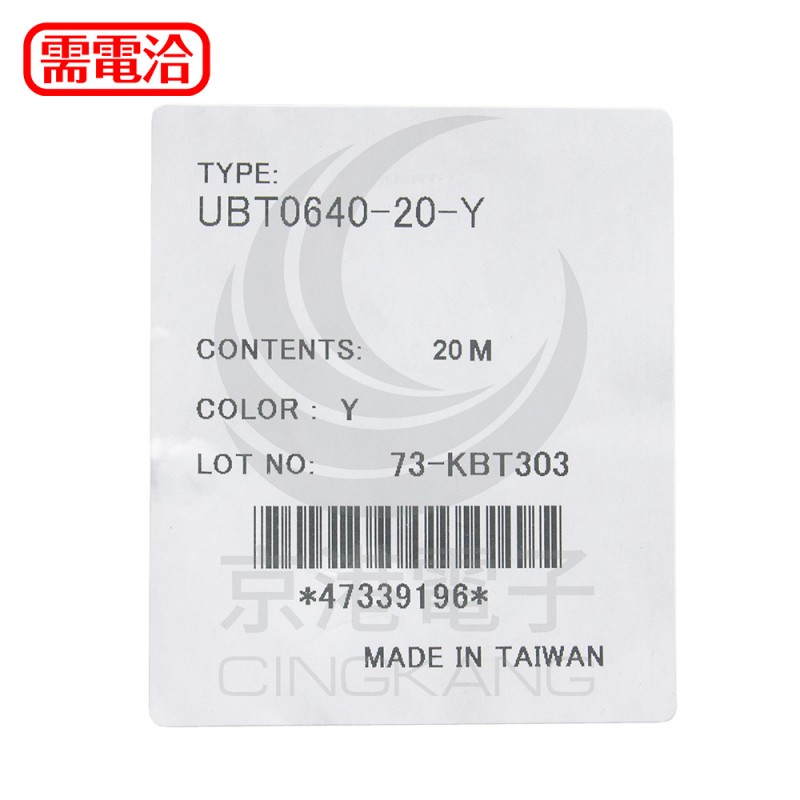 需電洽
TYPE:
UBT0640-20-Y
CONTENTS: 20 M
COLOR : Y
LOT NO: 73-KBT303
*47339196*
京港電子
MADE IN TAIWAN
CINGKANG